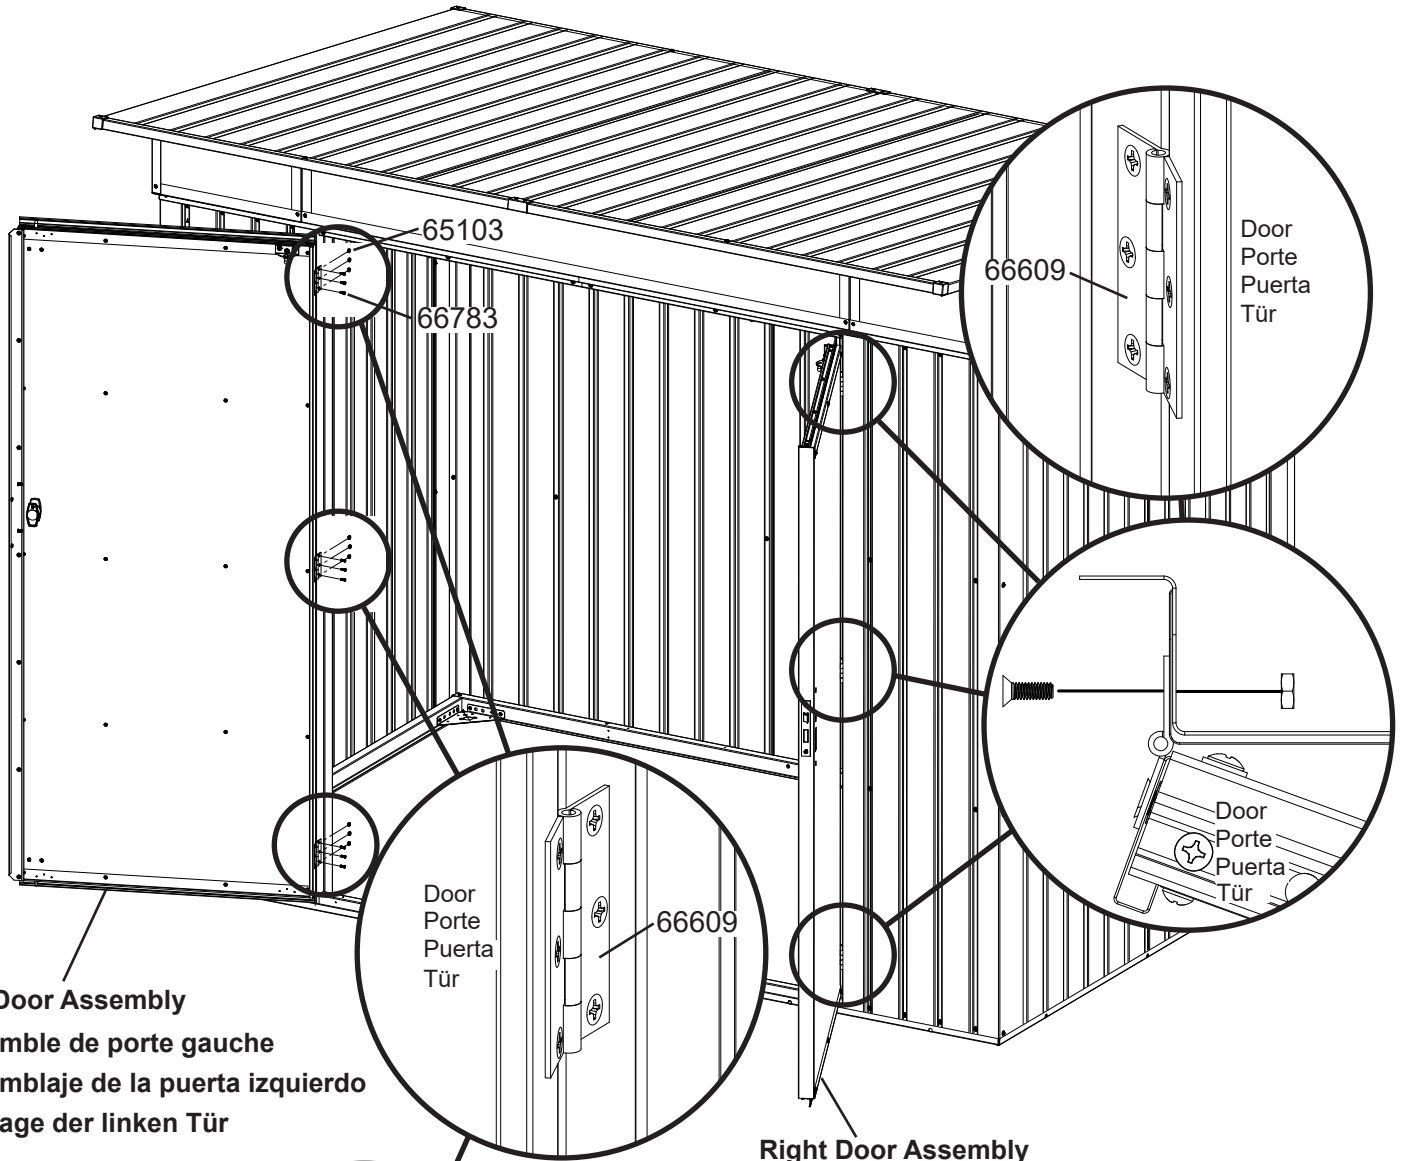 65103
66783
66609
Door
Porte
Puerta
Tür
Door
Porte
Puerta
Tür
Door
Porte
Puerta
Tür
66609
Door Assembly
mble de porte gauche
mblaje de la puerta izquierdo
age der linken Tür
Right Door Assembly